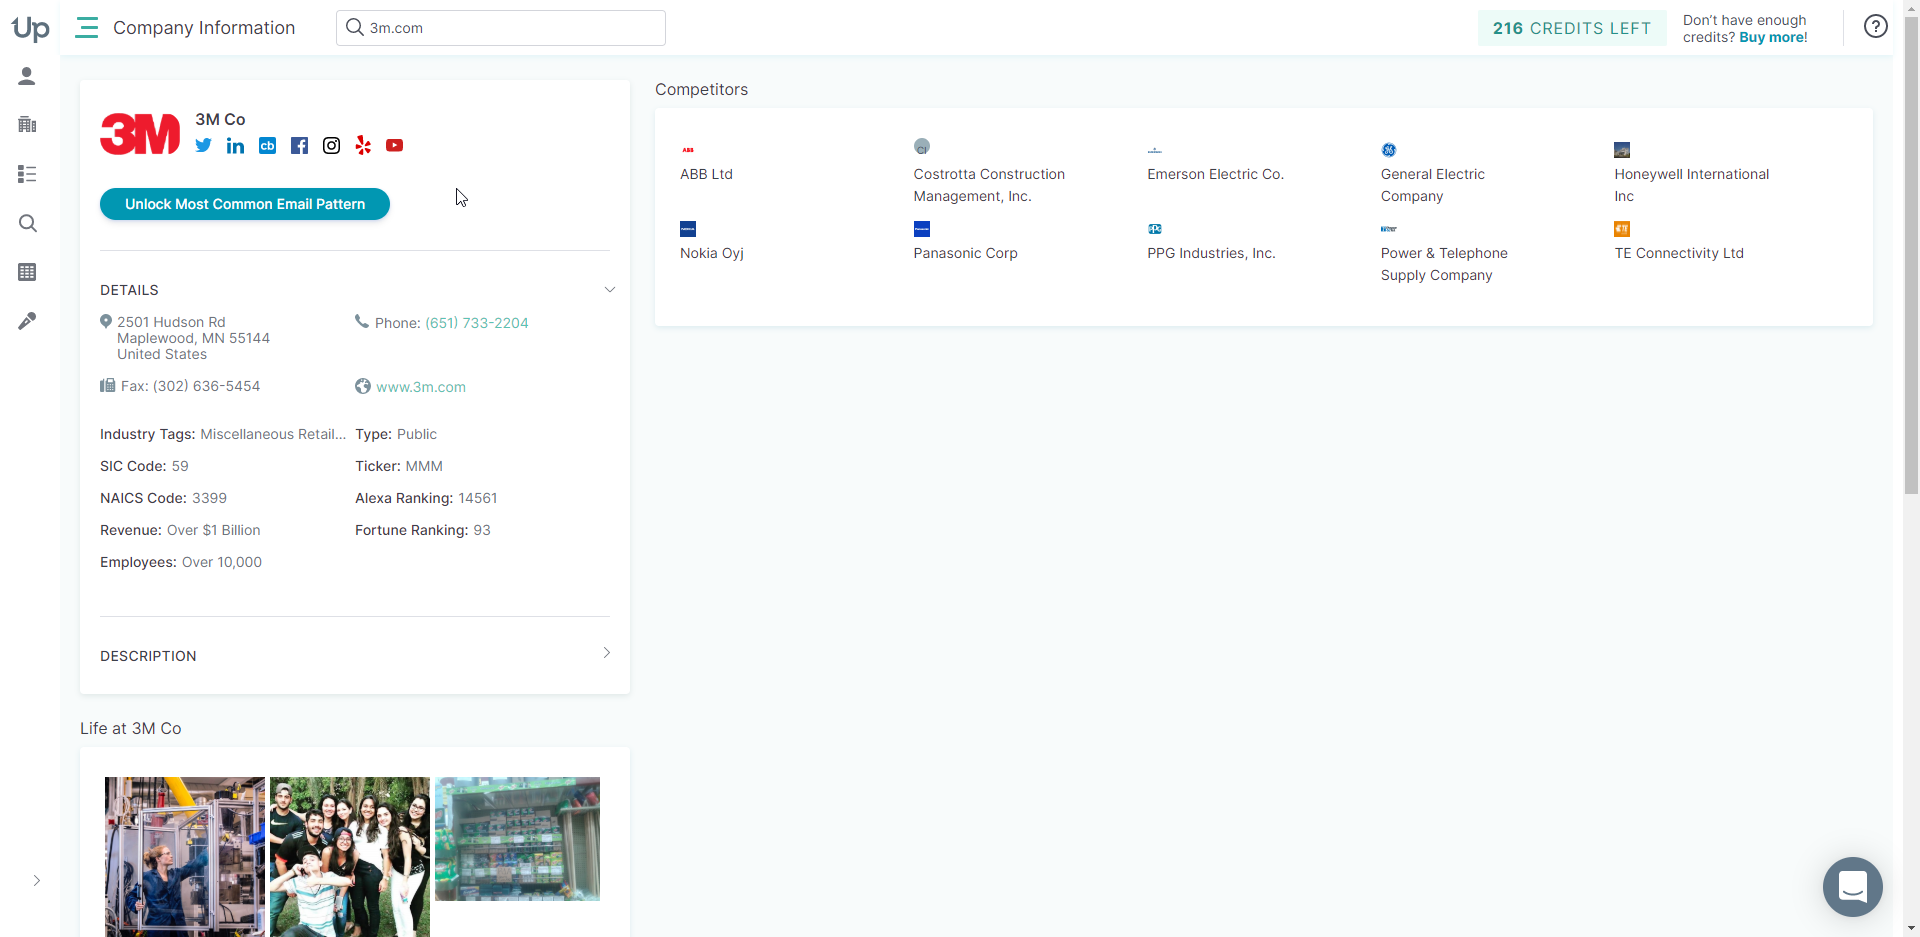 Up
Company Information
3m.com
216 CREDITS LEFT
Don't have enough
credits? Buy more!
3M
3M Co
Unlock Most Common Email Pattern
DETAILS
2501 Hudson Rd
Maplewood, MN 55144
United States
Phone: (651) 733-2204
Fax: (302) 636-5454
www.3m.com
Industry Tags: Miscellaneous Retail...
Type: Public
SIC Code: 59
Ticker: MMM
NAICS Code: 3399
Alexa Ranking: 14561
Revenue: Over $1 Billion
Fortune Ranking: 93
Employees: Over 10,000
DESCRIPTION
Life at 3M Co
Competitors
ABB
ABB Ltd
CI
Costrotta Construction
Management, Inc.
Emerson Electric Co.
General Electric
Company
Honeywell International
Inc
Nokia Oyj
Panasonic Corp
PPG Industries, Inc.
Power & Telephone
Supply Company
TE Connectivity Ltd